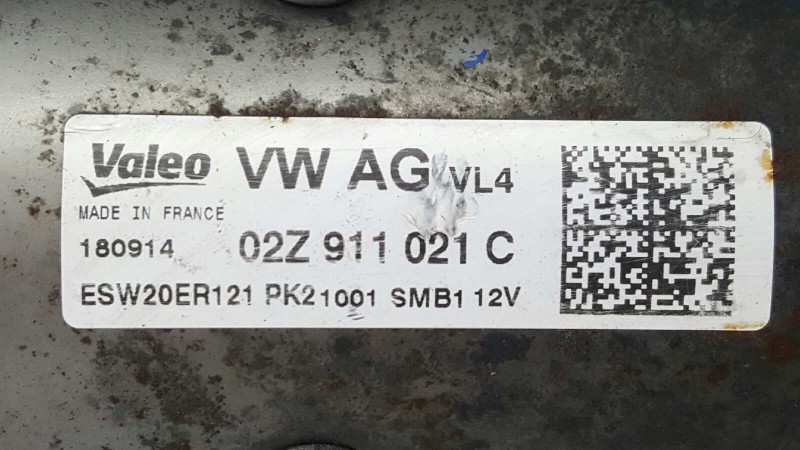 Valeo VW AG VL4
MADE IN FRANCE
180914 02Z 911 021 C
ESW20ER121 PK21001 SMB1 12V